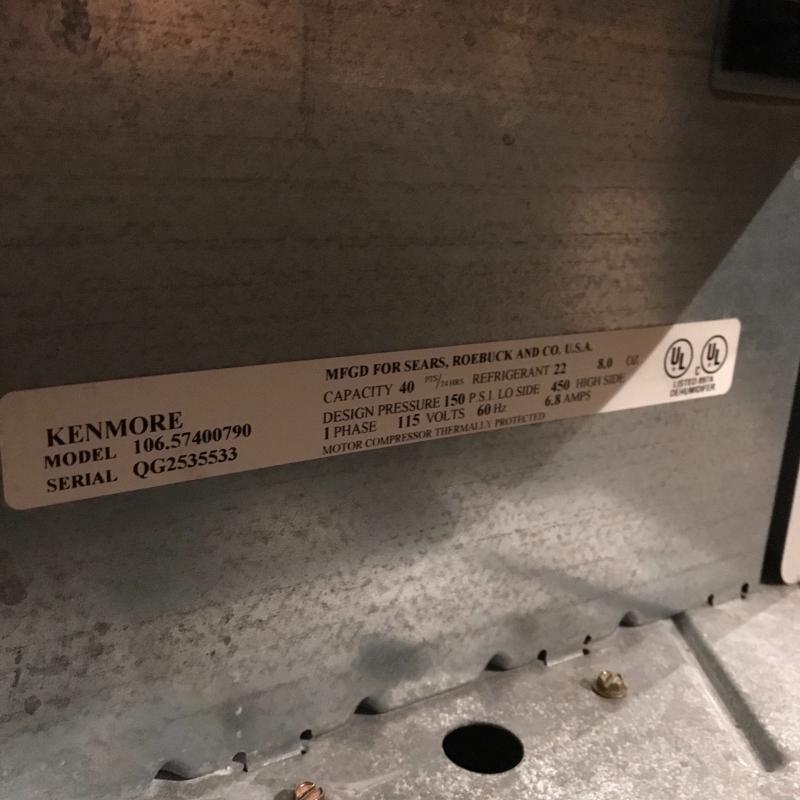 KENMORE
MODEL 106.57400790
SERIAL QG2535533
MFGD FOR SEARS, ROEBUCK AND CO. U.S.A.
CAPACITY 40 PTS/24 HRS REFRIGERANT 22 8.0 OZ
DESIGN PRESSURE 150 P.S.I. LO SIDE 450 HIGH SIDE
1 PHASE 115 VOLTS 60 Hz 6.8 AMPS
MOTOR COMPRESSOR THERMALLY PROTECTED
UL C UL
LISTED 897A
DEHUMIDIFER